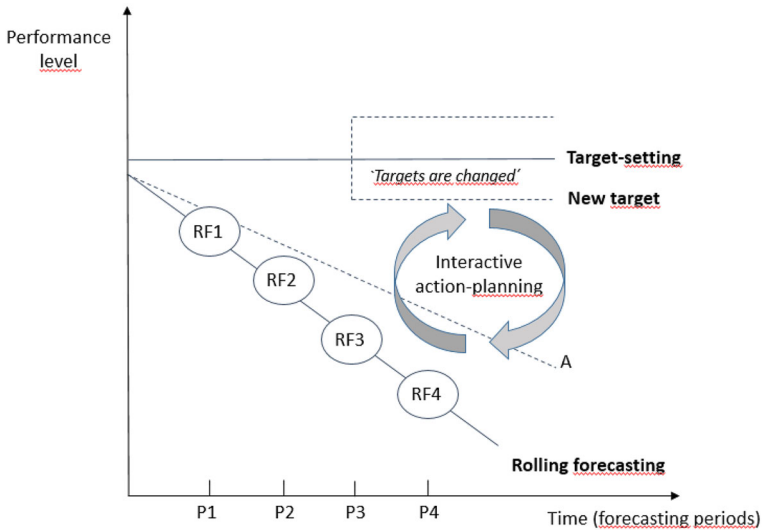 Performance
level
Target-setting
`Targets are changed´
New target
RF1
Interactive
action-planning
RF2
RF3
A
RF4
Rolling forecasting
P1
P2
P3
P4
Time (forecasting periods)